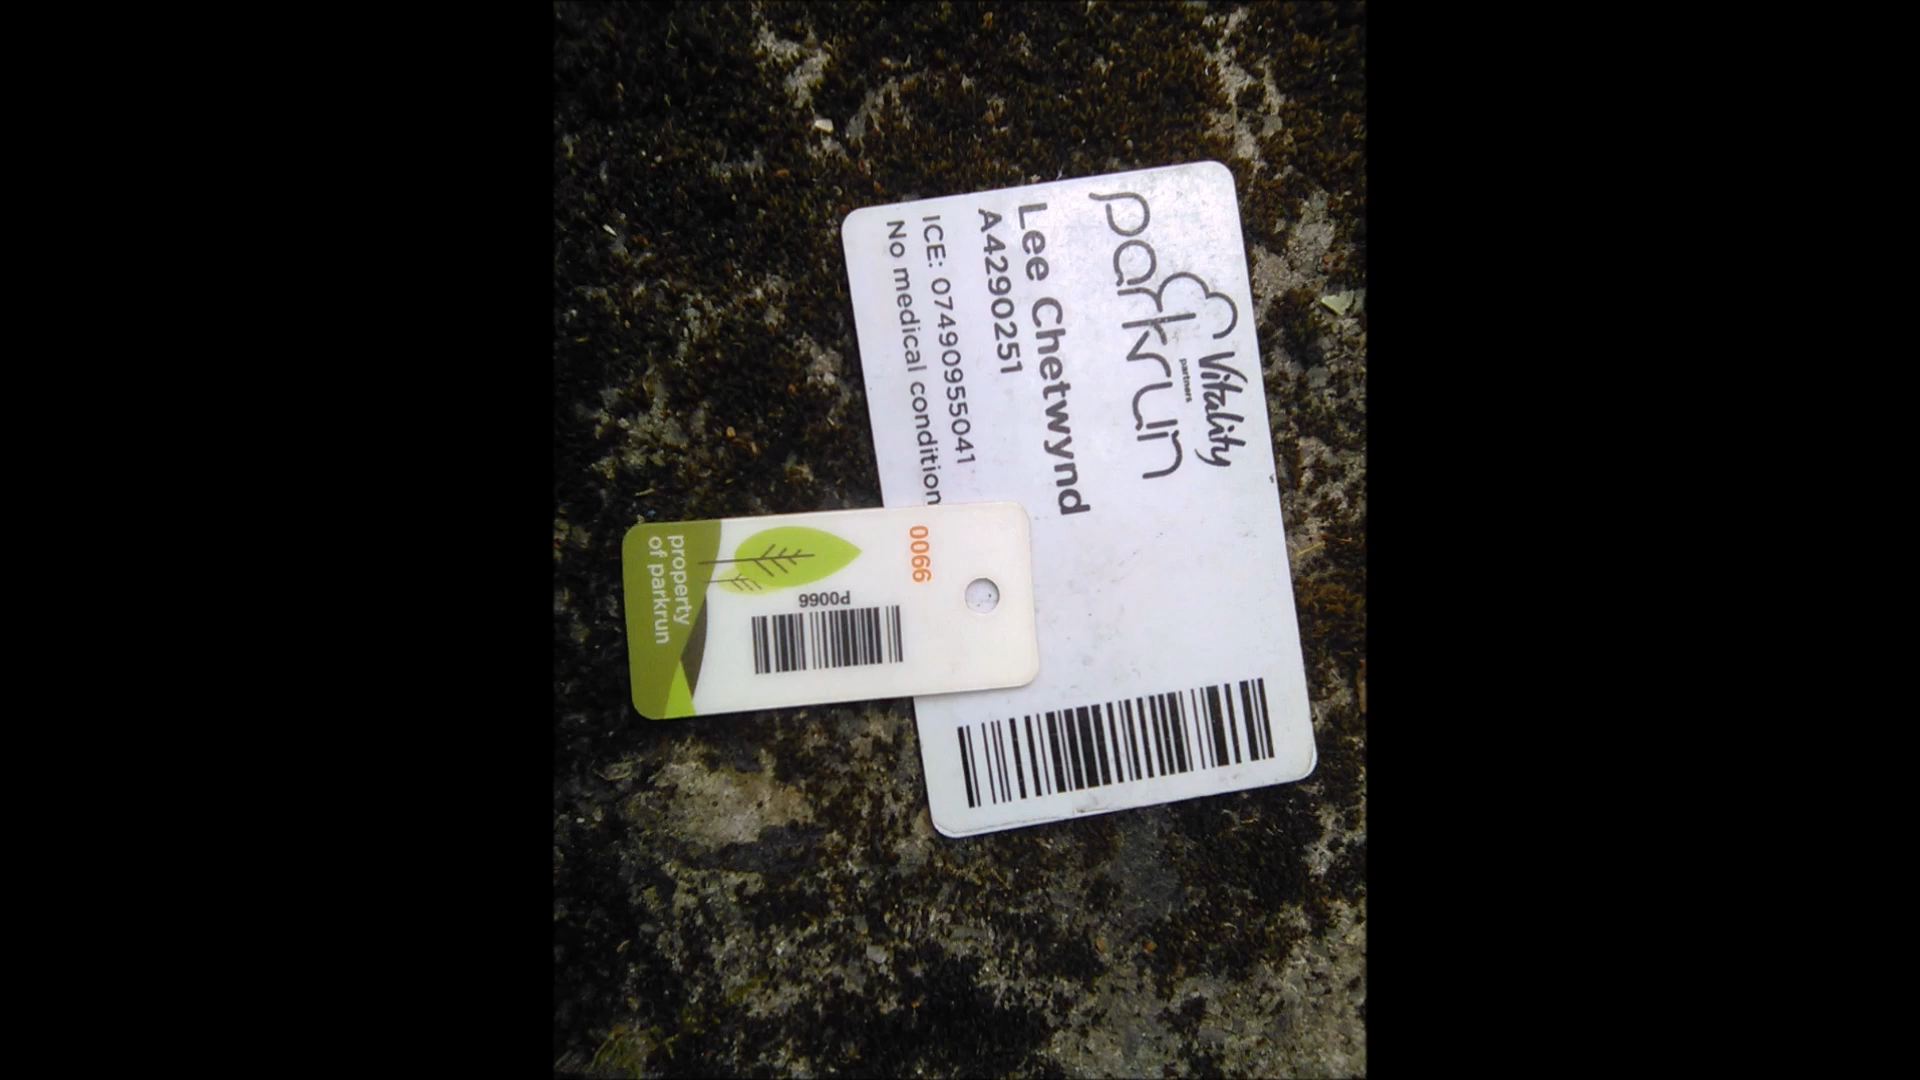 parkrun
partners
Vitality
Lee Chetwynd
A4290251
ICE: 07490955041
No medical condition
0066
P0066
property
of parkrun